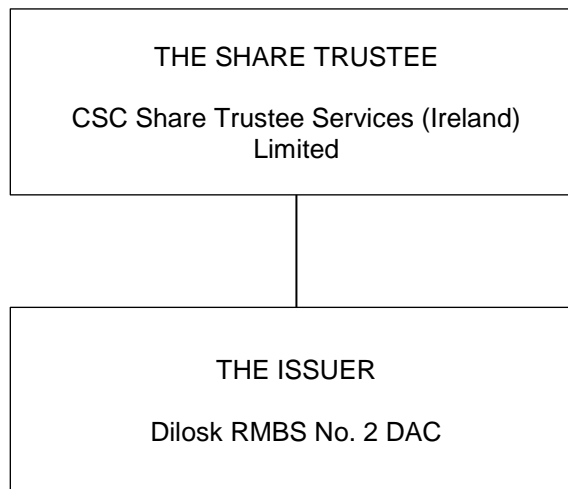 THE SHARE TRUSTEE
CSC Share Trustee Services (Ireland)
Limited
THE ISSUER
Dilosk RMBS No. 2 DAC